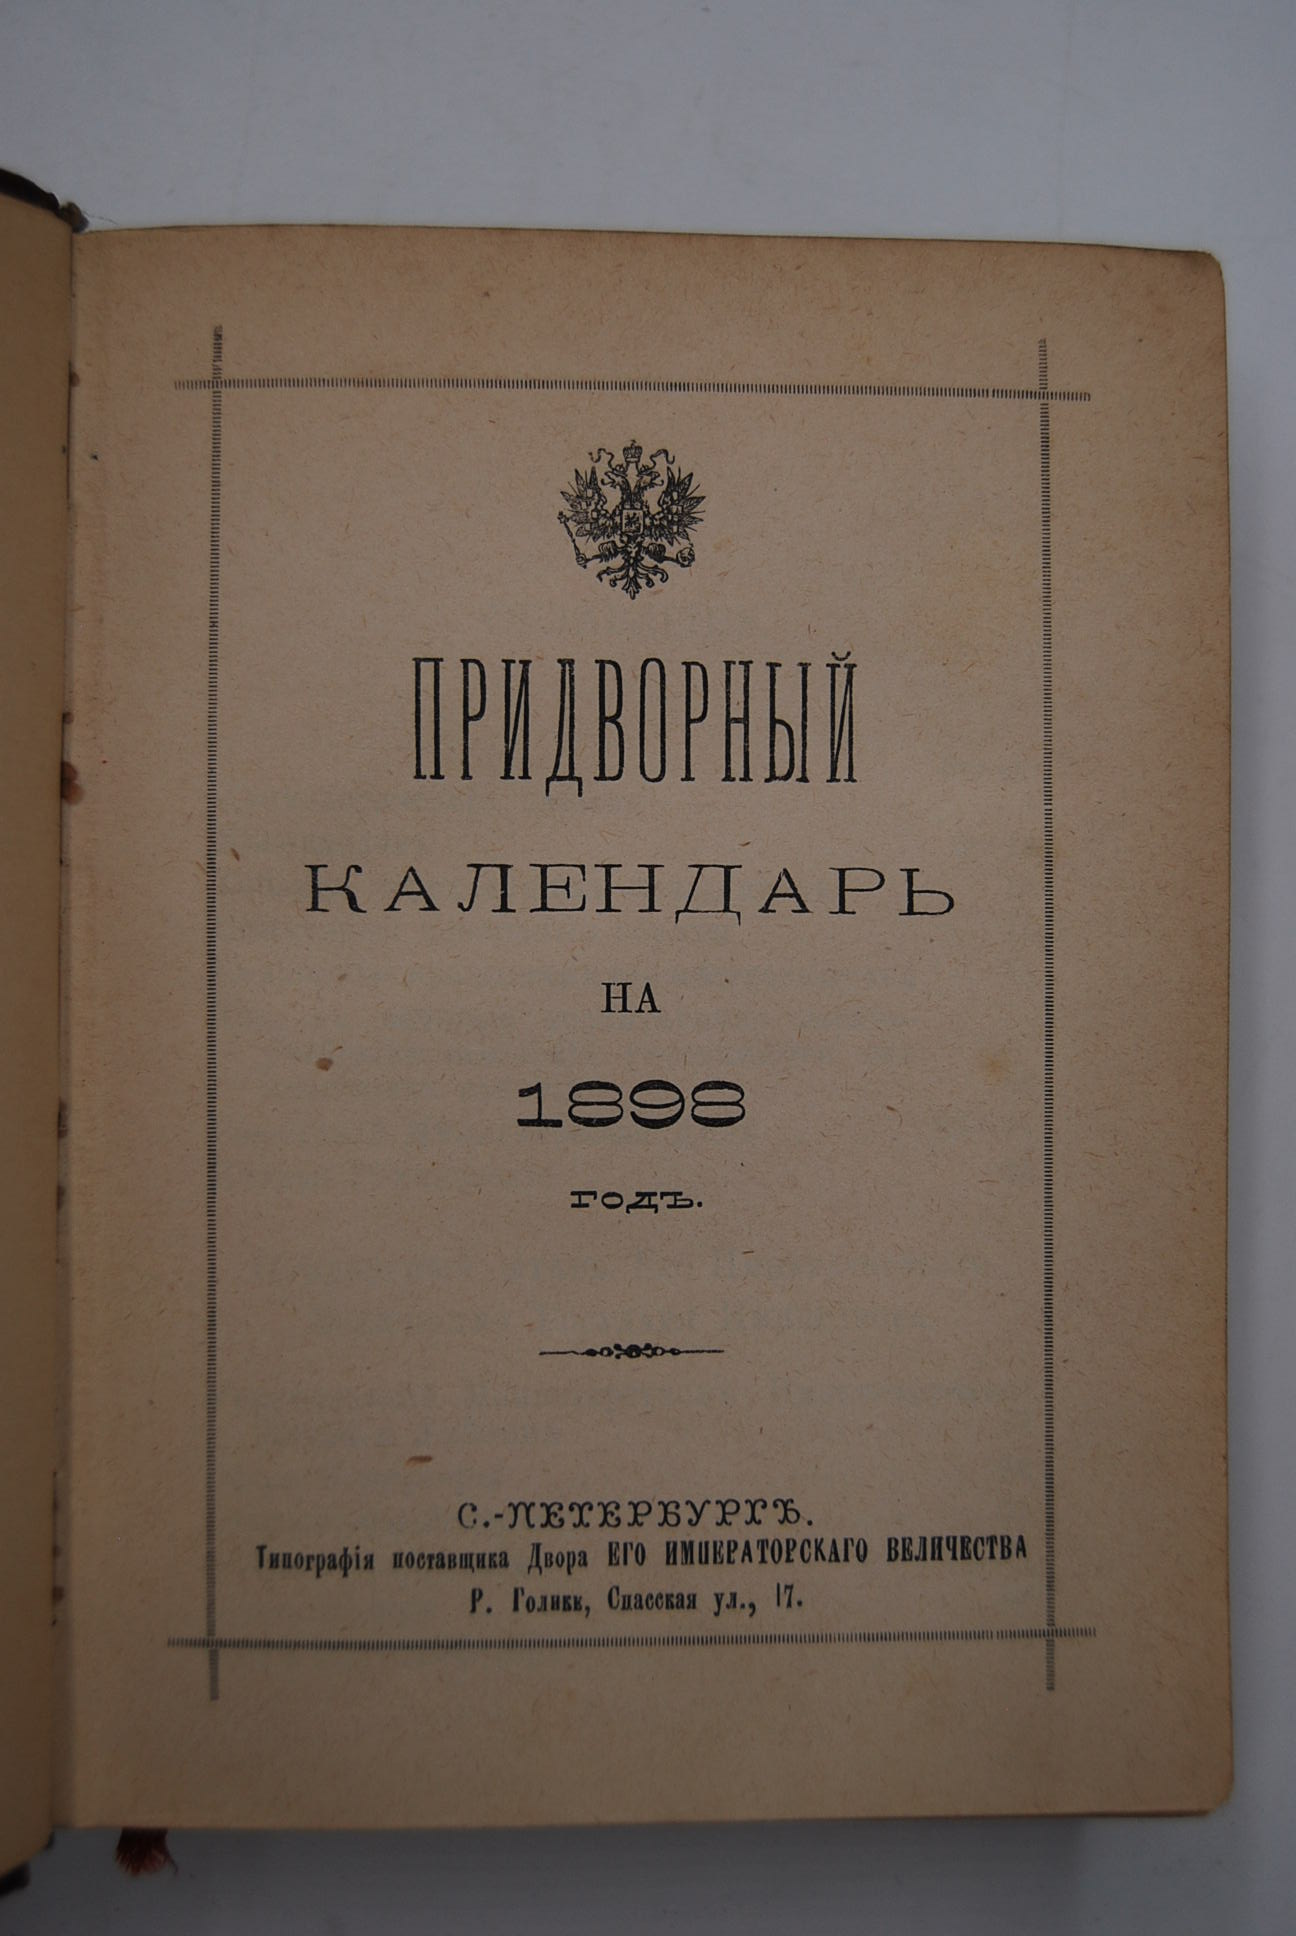 ПРИДВОРНЫЙ
КАЛЕНДАРЬ
НА
1898
годъ.
С.-ПЕТЕРБУРГЪ.
Типографія поставщика Двора ЕГО ИМПЕРАТОРСКАГО ВЕЛИЧЕСТВА
Р. Голике, Спасская ул., 17.